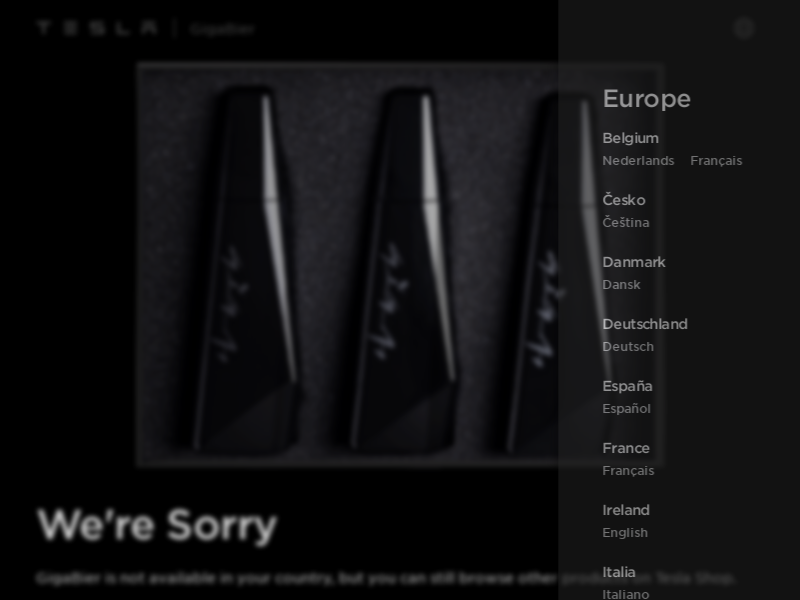 TESLA | GigaBier
Europe
Belgium
Nederlands Français
Česko
Čeština
Danmark
Dansk
Deutschland
Deutsch
España
Español
France
Français
Ireland
English
Italia
Italiano
We're Sorry
GigaBier is not available in your country, but you can still browse other products on Tesla Shop.